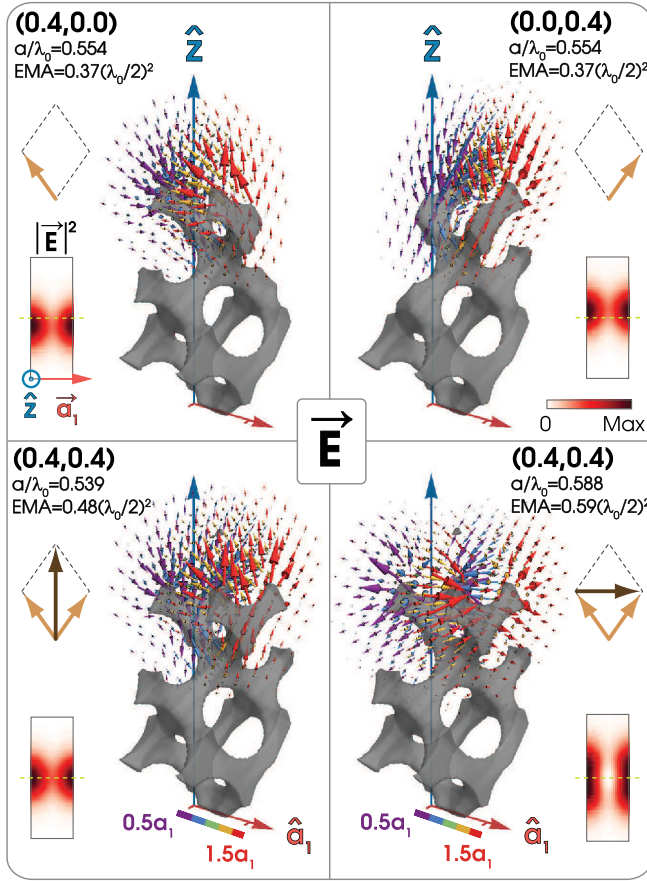 (0.4,0.0)
a/λ₀=0.554
EMA=0.37(λ₀/2)²
ẑ
|E⃗|²
ẑ a⃗₁
(0.0,0.4)
a/λ₀=0.554
EMA=0.37(λ₀/2)²
ẑ
0 Max
E⃗
(0.4,0.4)
a/λ₀=0.539
EMA=0.48(λ₀/2)²
0.5a₁
1.5a₁
â₁
(0.4,0.4)
a/λ₀=0.588
EMA=0.59(λ₀/2)²
0.5a₁
1.5a₁
â₁